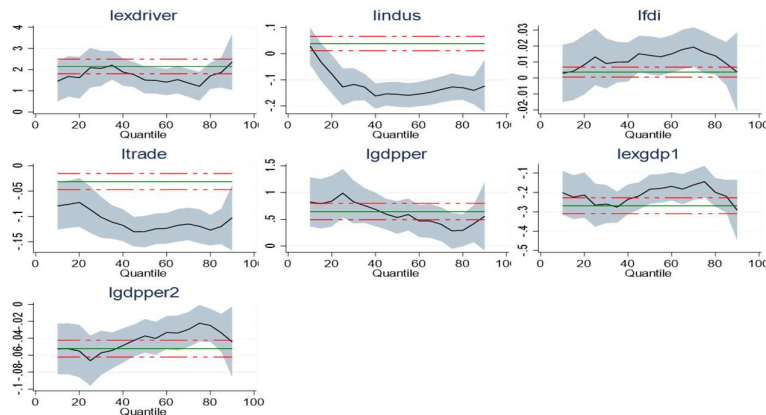 lexdriver
lindus
lfdi
0 1 2 3 4
-.2 -.1 0 .1
-.02 -.01 0 .01 .02 .03
0 20 40 60 80 100
0 20 40 60 80 10
0 20 40 60 80 100
Quantile
Quantile
Quantile
ltrade
lgdpper
lexgdp1
-.15 -.1 -.05 0
0 .5 1 1.5
-.5 -.4 -.3 -.2 -.1
0 20 40 60 80 100
0 20 40 60 80 100
0 20 40 60 80 100
Quantile
Quantile
Quantile
lgdpper2
-.1 -.08 -.06 -.04 -.02 0
0 20 40 60 80 100
Quantile